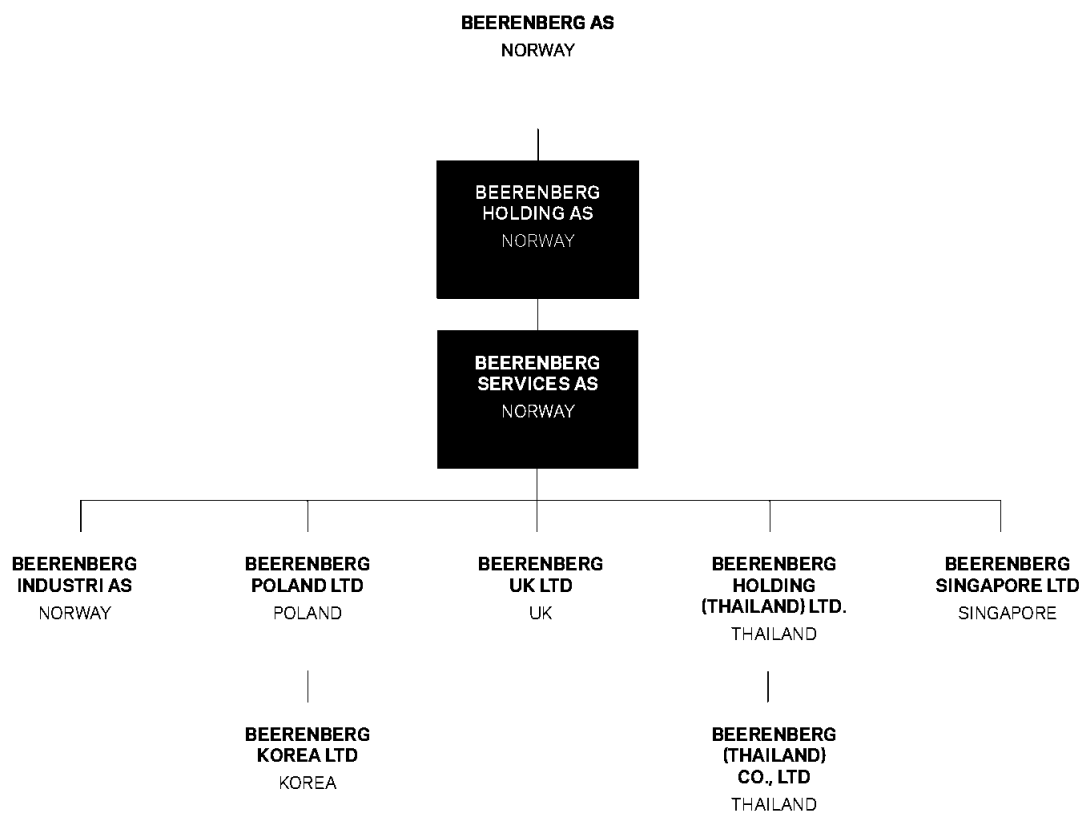 BEERENBERG AS
NORWAY
BEERENBERG
HOLDING AS
NORWAY
BEERENBERG
SERVICES AS
NORWAY
BEERENBERG
INDUSTRI AS
NORWAY
BEERENBERG
POLAND LTD
POLAND
BEERENBERG
UK LTD
UK
BEERENBERG
HOLDING
(THAILAND) LTD.
THAILAND
BEERENBERG
SINGAPORE LTD
SINGAPORE
BEERENBERG
KOREA LTD
KOREA
BEERENBERG
(THAILAND)
CO., LTD
THAILAND